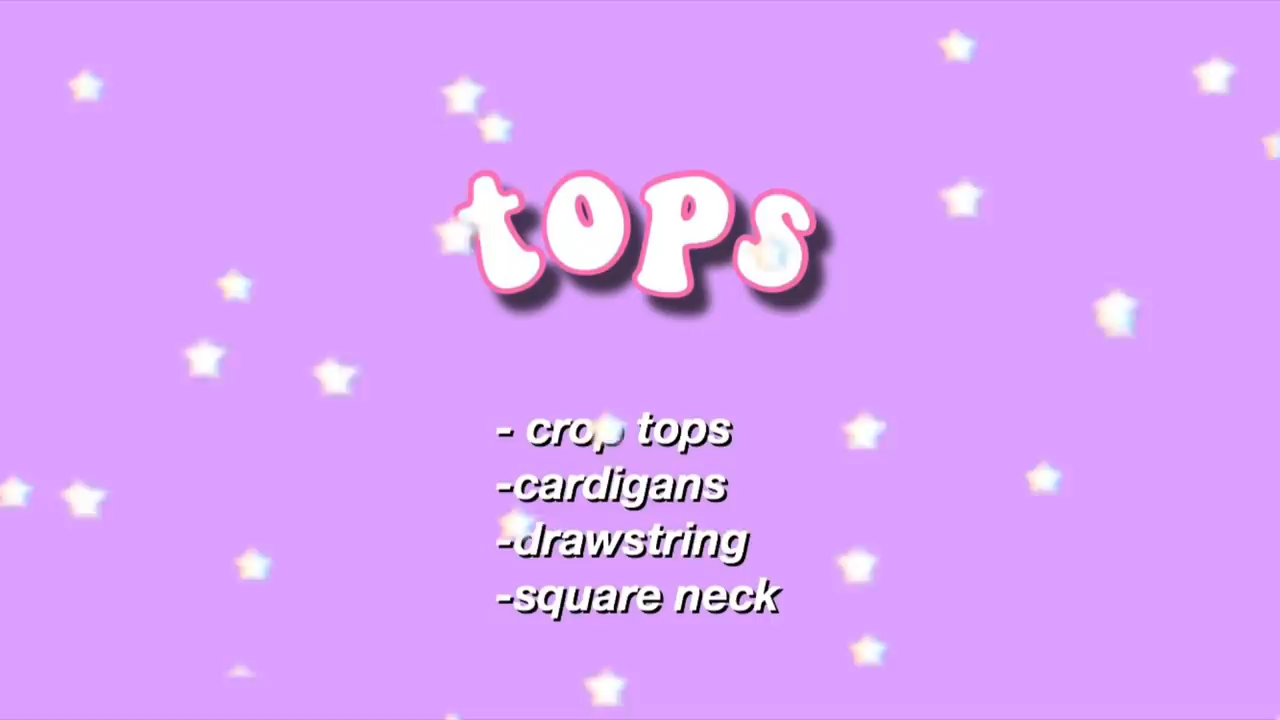 tops
- crop tops
-cardigans
-drawstring
-square neck